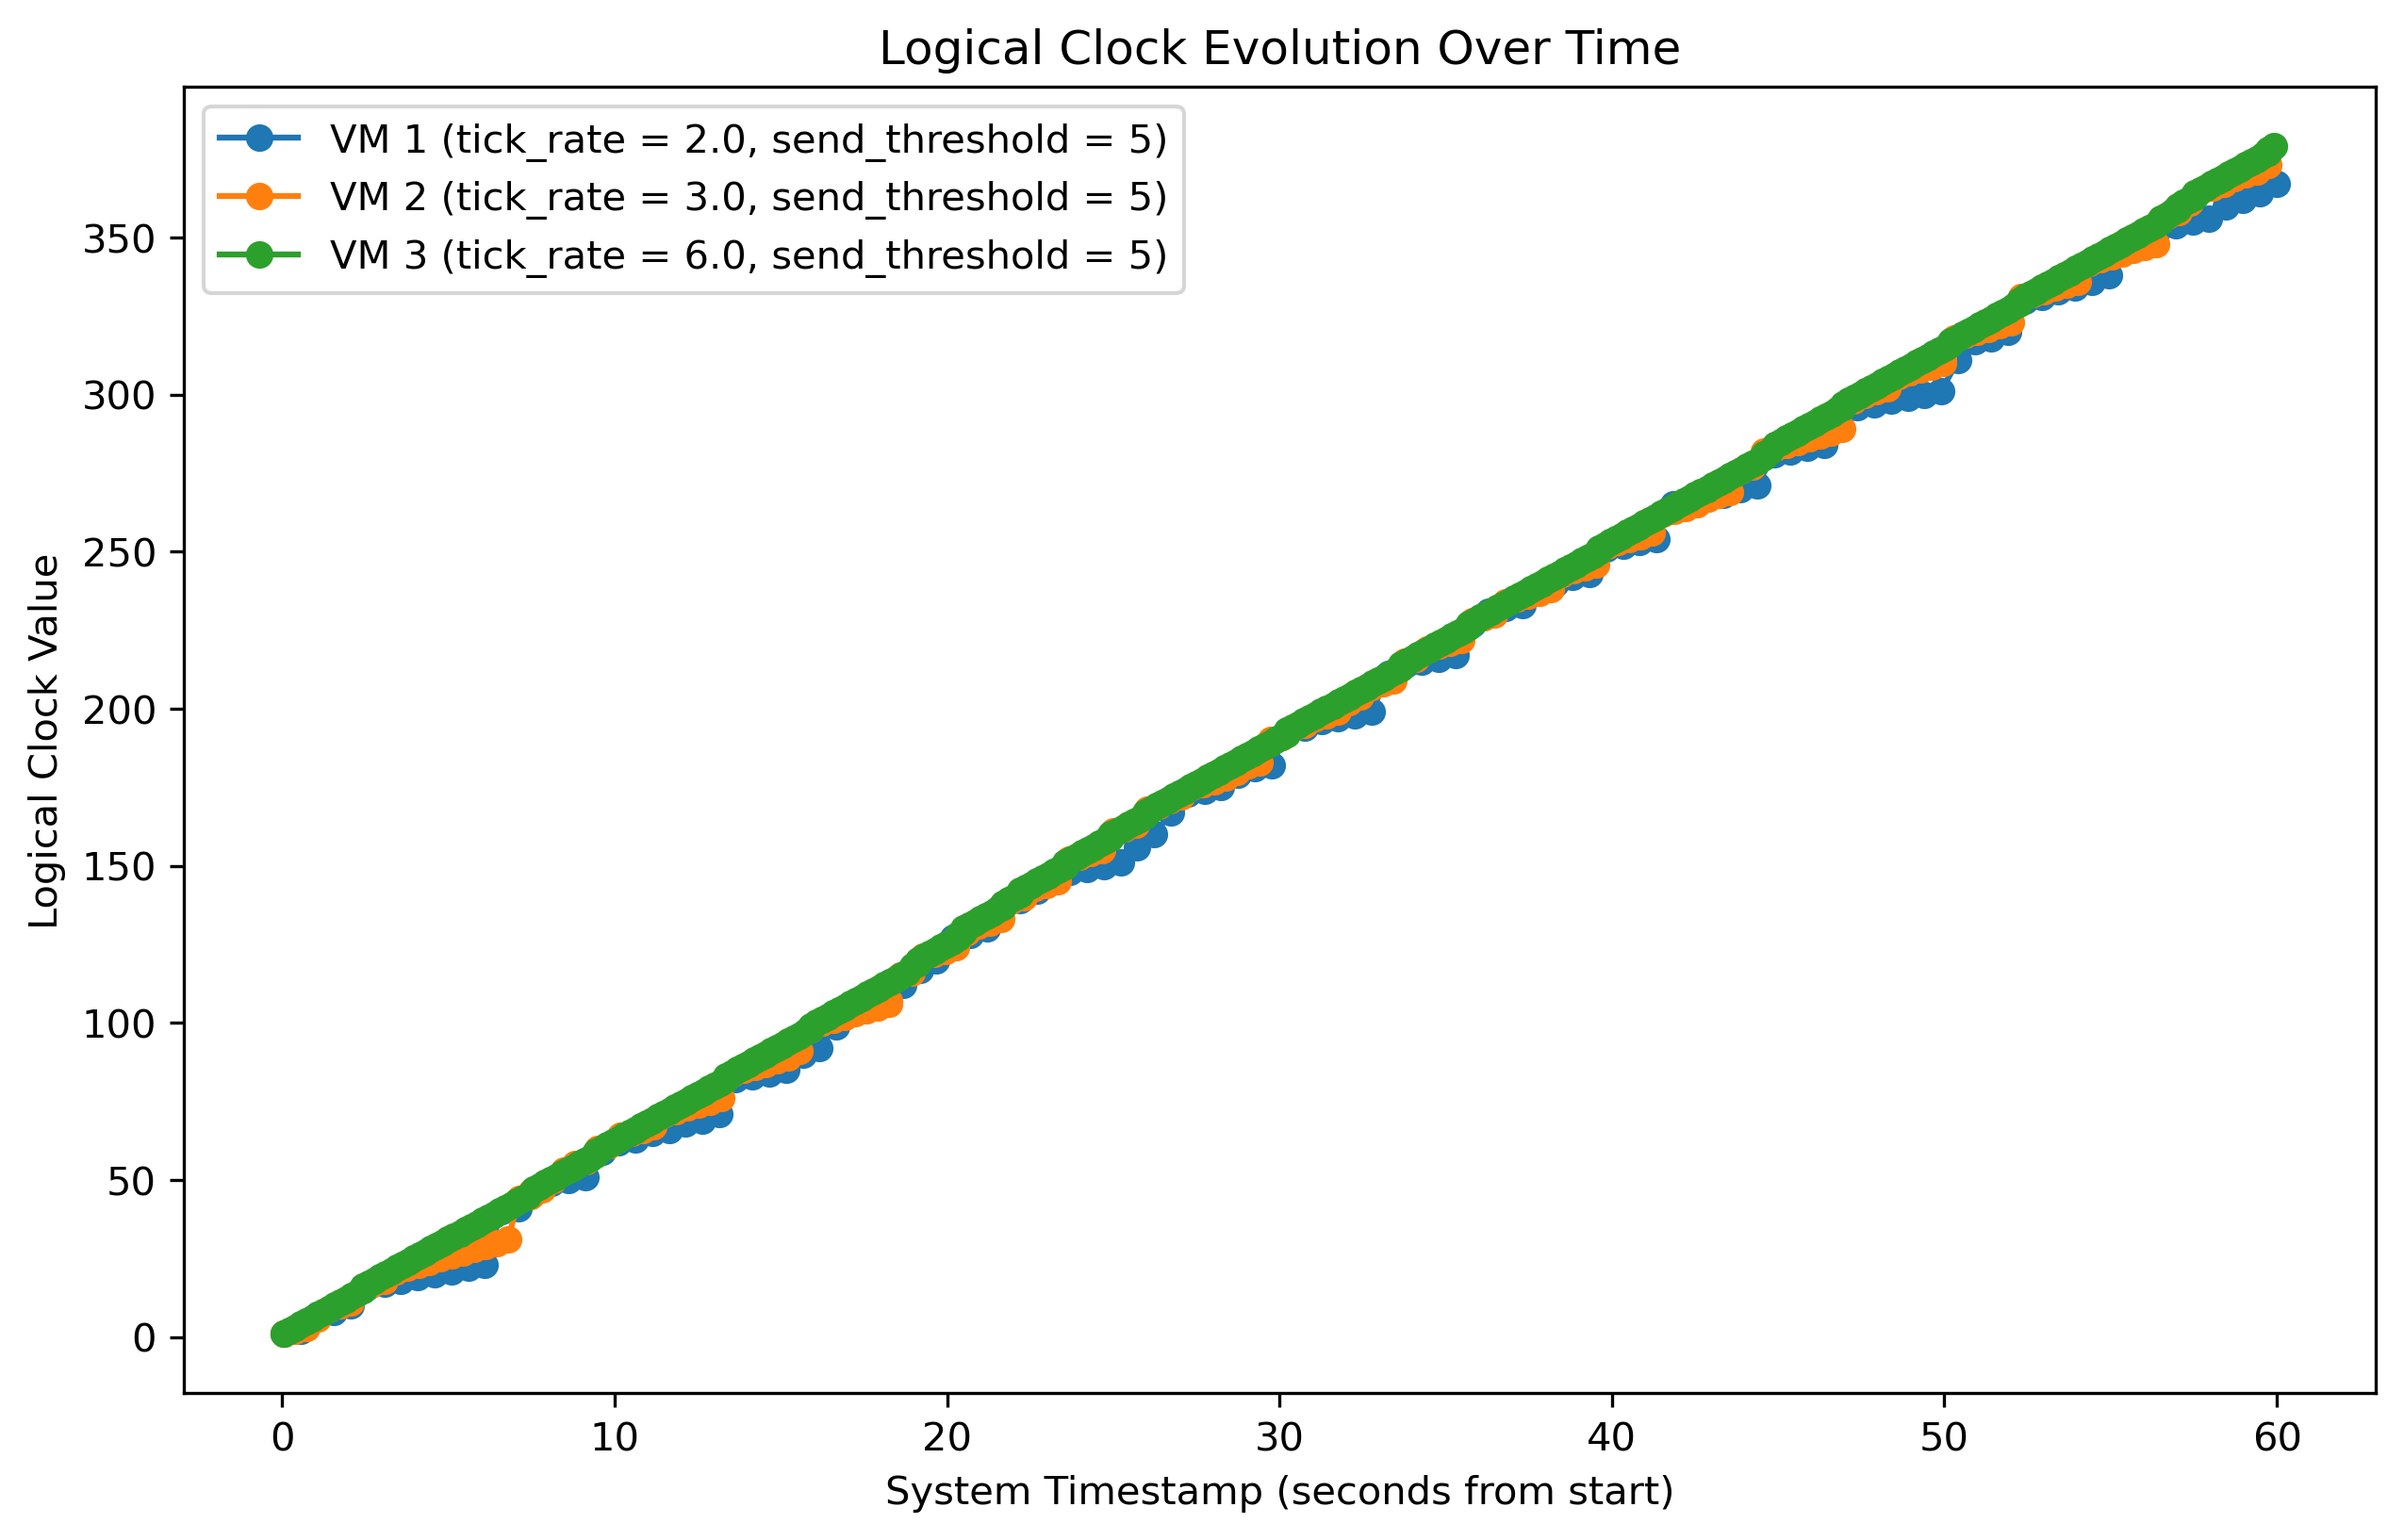 Logical Clock Evolution Over Time
VM 1 (tick_rate = 2.0, send_threshold = 5)
VM 2 (tick_rate = 3.0, send_threshold = 5)
VM 3 (tick_rate = 6.0, send_threshold = 5)
Logical Clock Value
350
300
250
200
150
100
50
0
0 10 20 30 40 50 60
System Timestamp (seconds from start)